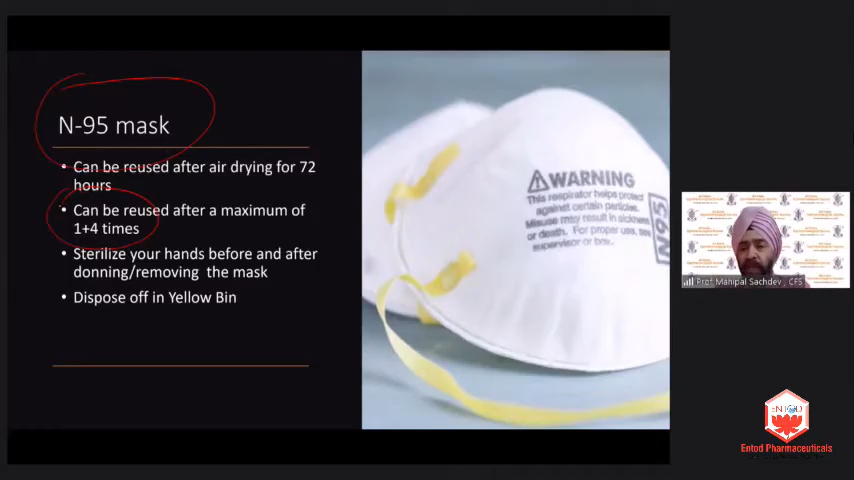 N-95 mask
• Can be reused after air drying for 72
hours
• Can be reused after a maximum of
1+4 times
• Sterilize your hands before and after
donning/removing the mask
• Dispose off in Yellow Bin
WARNING
This respirator helps protect
against certain particles.
Misuse may result in sickness
or death. For proper use, see
supervisor or box.
N95
Prof Manipal Sachdev , CFS
ENTOD
Entod Pharmaceuticals